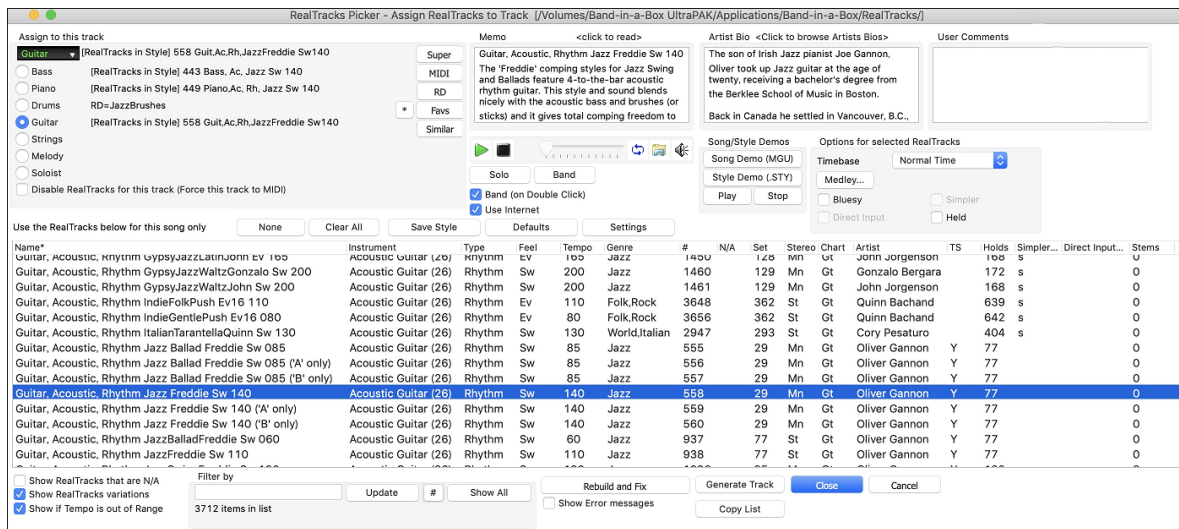 RealTracks Picker - Assign RealTracks to Track [/Volumes/Band-in-a-Box UltraPAK/Applications/Band-in-a-Box/RealTracks/]
Assign to this track
Guitar [RealTracks in Style] 558 Guit,Ac,Rh,JazzFreddie Sw140
Bass [RealTracks in Style] 443 Bass, Ac, Jazz Sw 140
Piano [RealTracks in Style] 449 Piano,Ac, Rh, Jazz Sw 140
Drums RD=JazzBrushes
Guitar [RealTracks in Style] 558 Guit,Ac,Rh,JazzFreddie Sw140
Strings
Melody
Soloist
Disable RealTracks for this track (Force this track to MIDI)
Super
MIDI
RD
* Favs
Similar
Memo <click to read>
Guitar, Acoustic, Rhythm Jazz Freddie Sw 140
The 'Freddie' comping styles for Jazz Swing
and Ballads feature 4-to-the-bar acoustic
rhythm guitar. This style and sound blends
nicely with the acoustic bass and brushes (or
sticks) and it gives total comping freedom to
Solo Band
Band (on Double Click)
Use Internet
Artist Bio <Click to browse Artists Bios>
The son of Irish Jazz pianist Joe Gannon,
Oliver took up Jazz guitar at the age of
twenty, receiving a bachelor's degree from
the Berklee School of Music in Boston.
Back in Canada he settled in Vancouver, B.C.,
User Comments
Song/Style Demos
Song Demo (MGU)
Style Demo (.STY)
Play Stop
Options for selected RealTracks
Timebase Normal Time
Medley...
Bluesy Simpler
Direct Input Held
Use the RealTracks below for this song only None Clear All Save Style Defaults Settings
Name* Instrument Type Feel Tempo Genre # N/A Set Stereo Chart Artist TS Holds Simpler... Direct Input... Stems
Guitar, Acoustic, Rhythm GypsyJazzLatinJohn Ev 165 Acoustic Guitar (26) Rhythm Ev 165 Jazz 1450 128 Mn Gt John Jorgenson 168 s 0
Guitar, Acoustic, Rhythm GypsyJazzWaltzGonzalo Sw 200 Acoustic Guitar (26) Rhythm Sw 200 Jazz 1460 129 Mn Gt Gonzalo Bergara 172 s 0
Guitar, Acoustic, Rhythm GypsyJazzWaltzJohn Sw 200 Acoustic Guitar (26) Rhythm Sw 200 Jazz 1461 129 Mn Gt John Jorgenson 168 s 0
Guitar, Acoustic, Rhythm IndieFolkPush Ev16 110 Acoustic Guitar (26) Rhythm Ev 110 Folk,Rock 3648 362 St Gt Quinn Bachand 639 s 0
Guitar, Acoustic, Rhythm IndieGentlePush Ev16 080 Acoustic Guitar (26) Rhythm Ev 80 Folk,Rock 3656 362 St Gt Quinn Bachand 642 s 0
Guitar, Acoustic, Rhythm ItalianTarantellaQuinn Sw 130 Acoustic Guitar (26) Rhythm Sw 130 World,Italian 2947 293 St Gt Cory Pesaturo 404 s 0
Guitar, Acoustic, Rhythm Jazz Ballad Freddie Sw 085 Acoustic Guitar (26) Rhythm Sw 85 Jazz 555 29 Mn Gt Oliver Gannon Y 77 0
Guitar, Acoustic, Rhythm Jazz Ballad Freddie Sw 085 ('A' only) Acoustic Guitar (26) Rhythm Sw 85 Jazz 556 29 Mn Gt Oliver Gannon Y 77 0
Guitar, Acoustic, Rhythm Jazz Ballad Freddie Sw 085 ('B' only) Acoustic Guitar (26) Rhythm Sw 85 Jazz 557 29 Mn Gt Oliver Gannon Y 77 0
Guitar, Acoustic, Rhythm Jazz Freddie Sw 140 Acoustic Guitar (26) Rhythm Sw 140 Jazz 558 29 Mn Gt Oliver Gannon Y 77 0
Guitar, Acoustic, Rhythm Jazz Freddie Sw 140 ('A' only) Acoustic Guitar (26) Rhythm Sw 140 Jazz 559 29 Mn Gt Oliver Gannon Y 77 0
Guitar, Acoustic, Rhythm Jazz Freddie Sw 140 ('B' only) Acoustic Guitar (26) Rhythm Sw 140 Jazz 560 29 Mn Gt Oliver Gannon Y 77 0
Guitar, Acoustic, Rhythm JazzBalladFreddie Sw 060 Acoustic Guitar (26) Rhythm Sw 60 Jazz 937 77 St Gt Oliver Gannon Y 77 0
Guitar, Acoustic, Rhythm JazzFreddie Sw 110 Acoustic Guitar (26) Rhythm Sw 110 Jazz 938 77 St Gt Oliver Gannon Y 77 0
Show RealTracks that are N/A
Show RealTracks variations
Show if Tempo is out of Range
Filter by
Update # Show All
3712 items in list
Rebuild and Fix Generate Track Close Cancel
Show Error messages Copy List